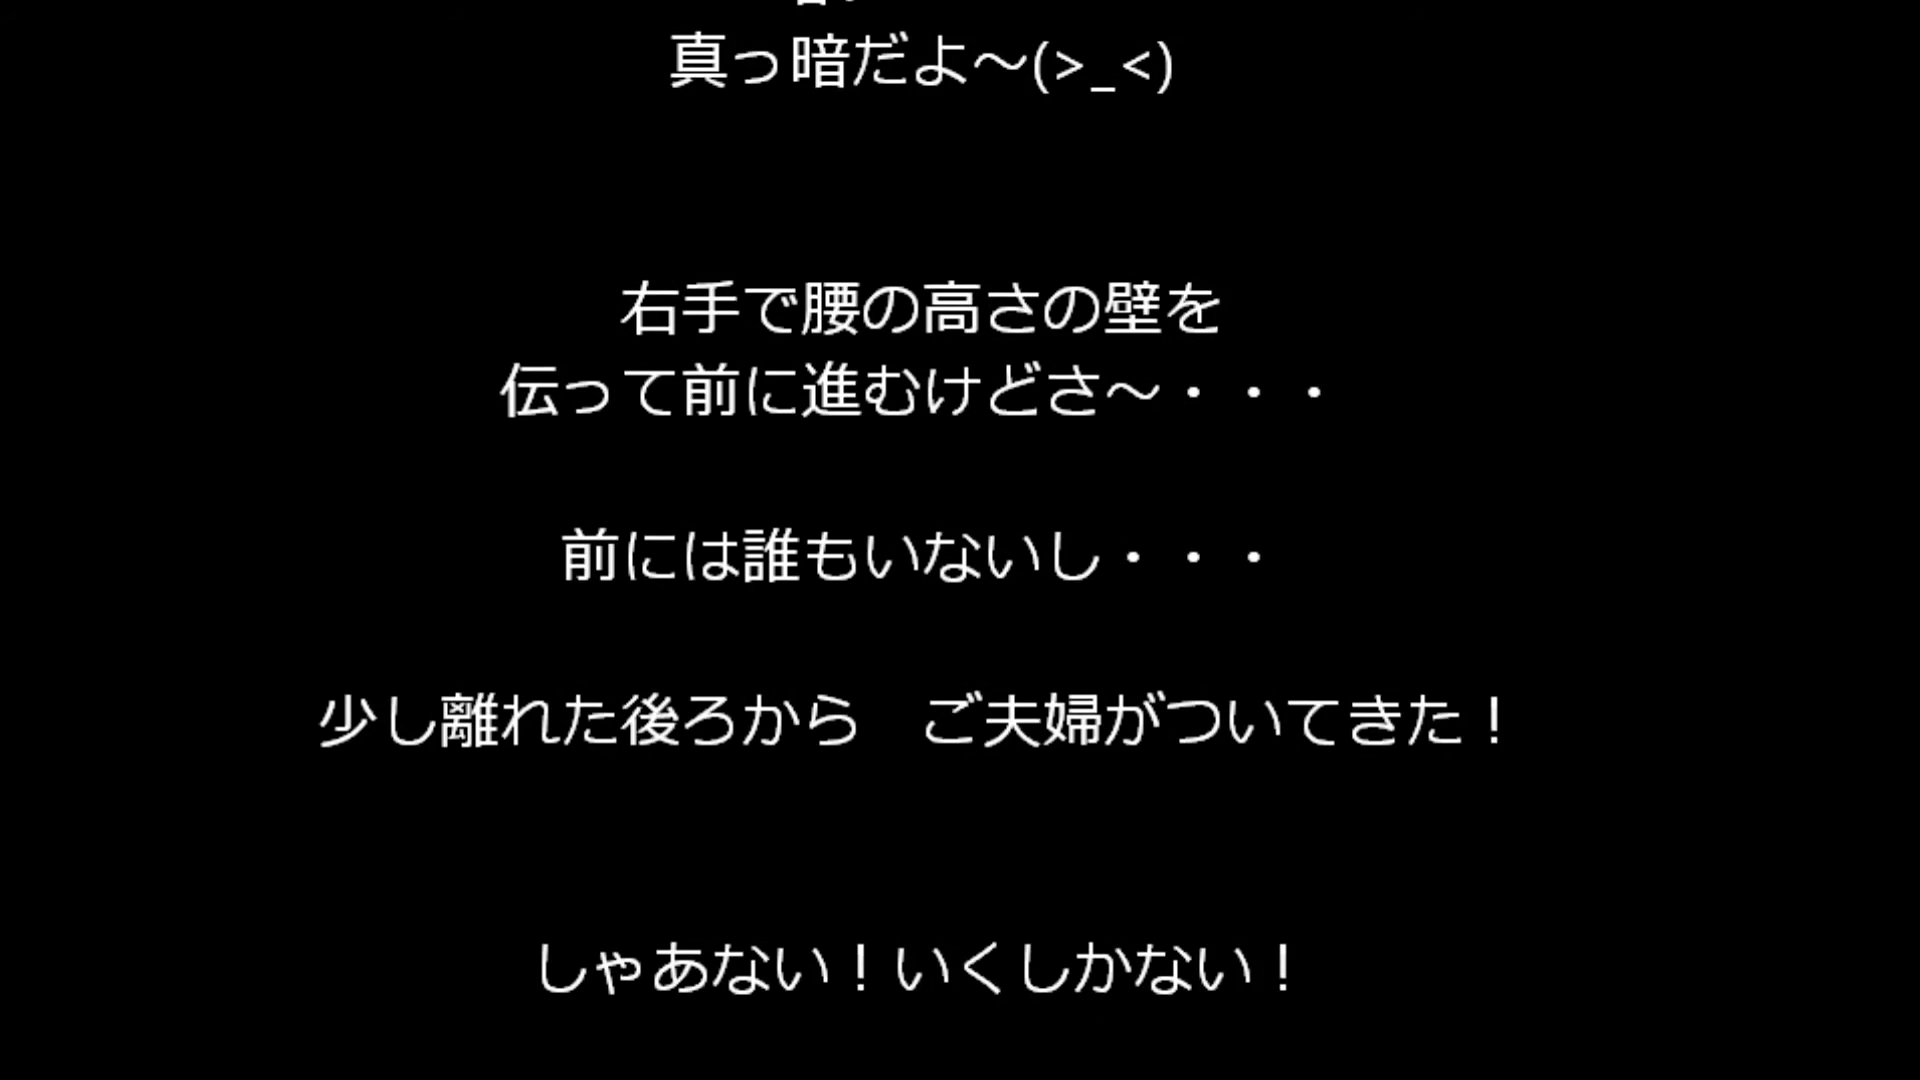 真っ暗だよ～(>_<)
右手で腰の高さの壁を
伝って前に進むけどさ～・・・
前には誰もいないし・・・
少し離れた後ろから　ご夫婦がついてきた！
しゃあない！いくしかない！